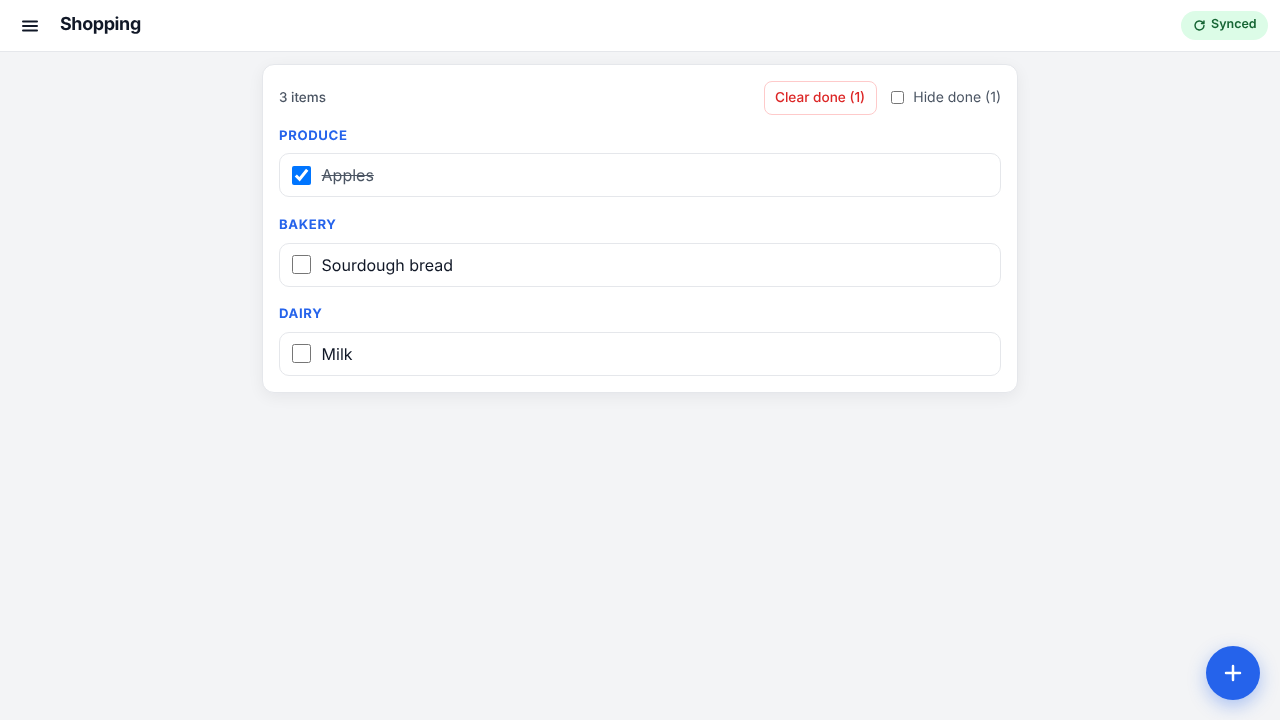 Shopping
Synced
3 items
Clear done (1)
Hide done (1)
PRODUCE
Apples
BAKERY
Sourdough bread
DAIRY
Milk